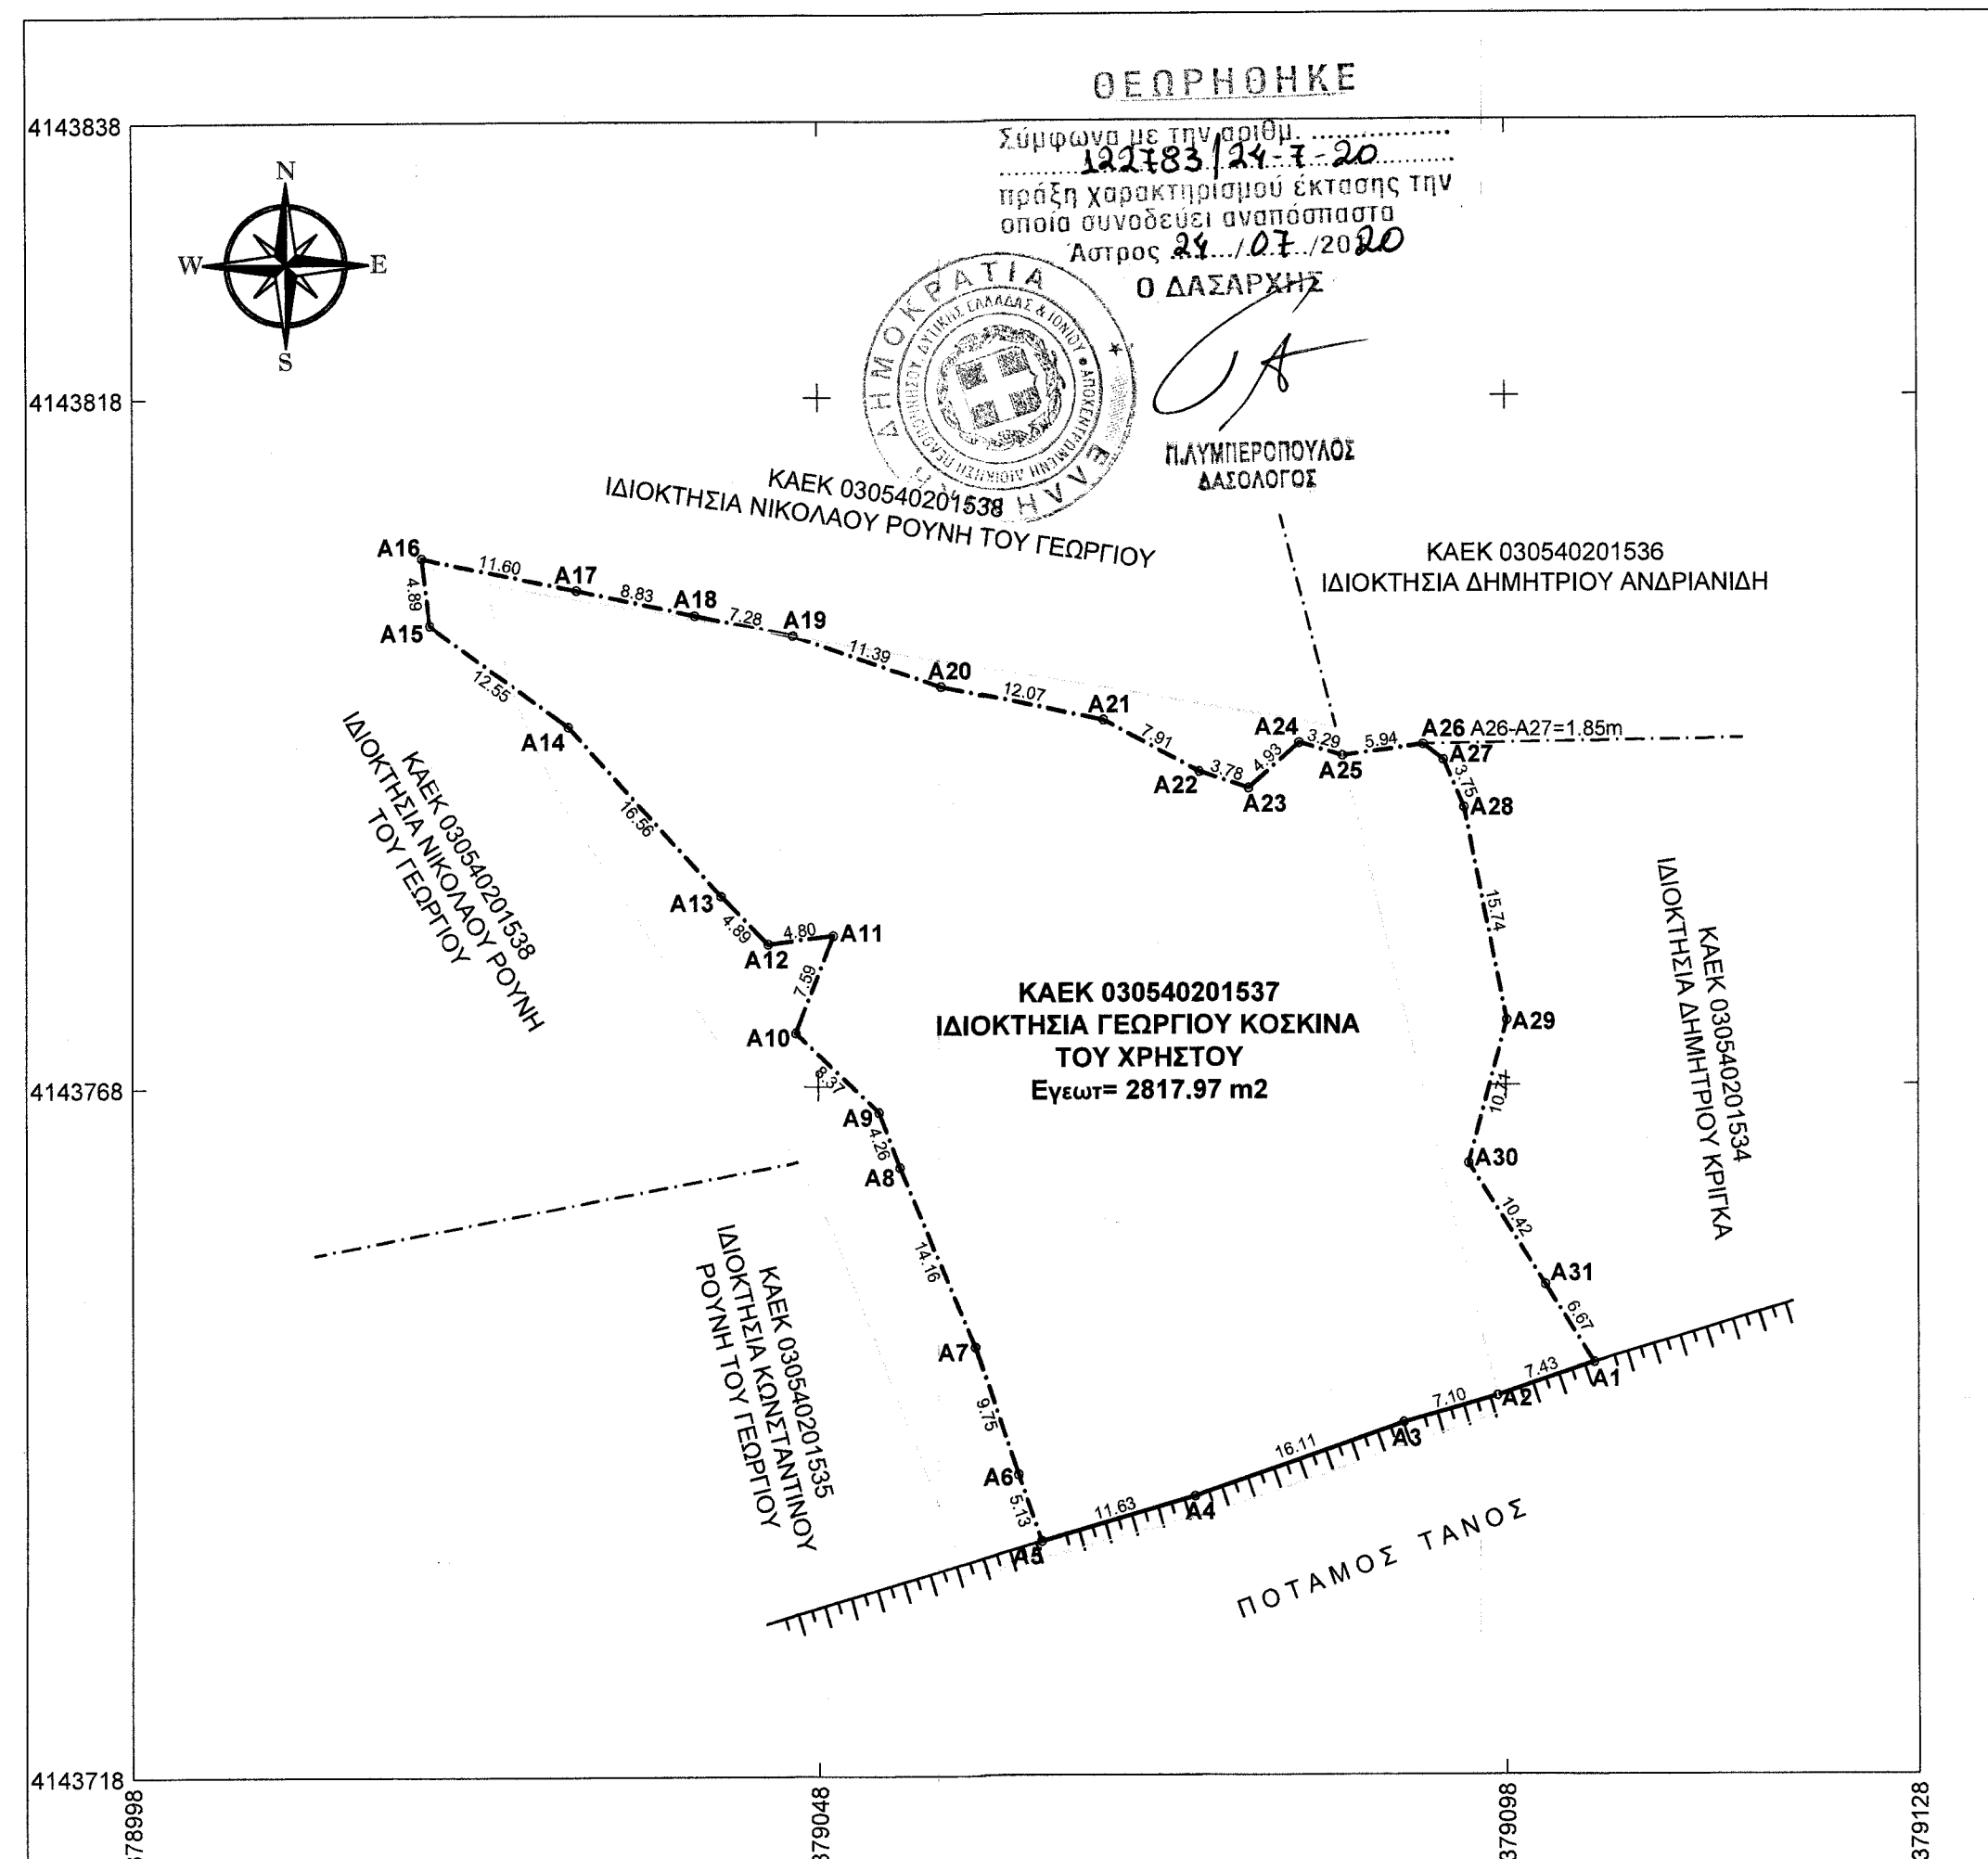 ΘΕΩΡΗΘΗΚΕ
Σύμφωνα με την αριθμ. ................
122783/24-7-20
πράξη χαρακτηρισμού έκτασης την
οποία συνοδεύει αναπόσπαστα
Άστρος 24/07/2020
Ο ΔΑΣΑΡΧΗΣ
Π.ΛΥΜΠΕΡΟΠΟΥΛΟΣ
ΔΑΣΟΛΟΓΟΣ
ΕΛΛΗΝΙΚΗ ΔΗΜΟΚΡΑΤΙΑ
ΑΠΟΚΕΝΤΡΩΜΕΝΗ ΔΙΟΙΚΗΣΗ ΠΕΛΟΠΟΝΝΗΣΟΥ, ΔΥΤΙΚΗΣ ΕΛΛΑΔΑΣ & ΙΟΝΙΟΥ
N
W
E
S
4143838
4143818
4143768
4143718
378998
379048
379098
379128
ΚΑΕΚ 030540201538
ΙΔΙΟΚΤΗΣΙΑ ΝΙΚΟΛΑΟΥ ΡΟΥΝΗ ΤΟΥ ΓΕΩΡΓΙΟΥ
ΚΑΕΚ 030540201536
ΙΔΙΟΚΤΗΣΙΑ ΔΗΜΗΤΡΙΟΥ ΑΝΔΡΙΑΝΙΔΗ
A16
11.60
A17
8.83
A18
7.28
A19
11.39
A20
12.07
A21
7.91
A22
3.78
A23
4.93
A24
3.29
A25
5.94
A26
A26-A27=1.85m
A27
3.75
A28
15.74
A29
10.71
A30
10.42
A31
6.67
A1
7.43
A2
7.10
A3
16.11
A4
11.63
A5
5.13
A6
9.75
A7
14.16
A8
4.26
A9
8.37
A10
7.59
A11
4.80
A12
4.89
A13
16.56
A14
12.55
A15
4.89
ΚΑΕΚ 030540201538
ΙΔΙΟΚΤΗΣΙΑ ΝΙΚΟΛΑΟΥ ΡΟΥΝΗ
ΤΟΥ ΓΕΩΡΓΙΟΥ
ΚΑΕΚ 030540201537
ΙΔΙΟΚΤΗΣΙΑ ΓΕΩΡΓΙΟΥ ΚΟΣΚΙΝΑ
ΤΟΥ ΧΡΗΣΤΟΥ
Εγεωτ= 2817.97 m2
ΚΑΕΚ 030540201534
ΙΔΙΟΚΤΗΣΙΑ ΔΗΜΗΤΡΙΟΥ ΚΡΙΓΚΑ
ΚΑΕΚ 030540201535
ΙΔΙΟΚΤΗΣΙΑ ΚΩΝΣΤΑΝΤΙΝΟΥ
ΡΟΥΝΗ ΤΟΥ ΓΕΩΡΓΙΟΥ
ΠΟΤΑΜΟΣ ΤΑΝΟΣ